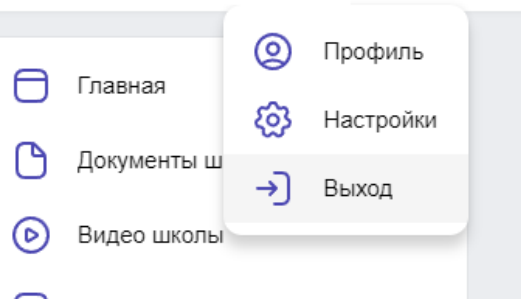 Профиль
Настройки
Выход
Главная
Документы ш
Видео школы